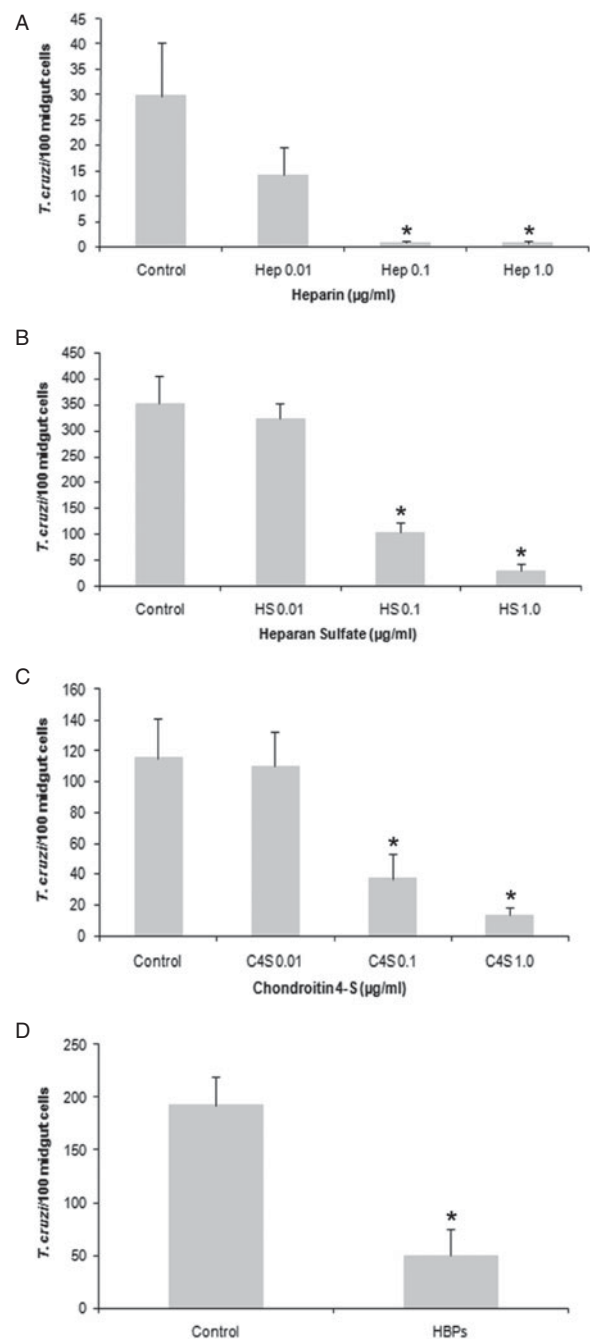 A
T. cruzi/100 midgut cells
45
40
35
30
25
20
15
10
5
0
* *
Control Hep 0.01 Hep 0.1 Hep 1.0
Heparin (µg/ml)
B
T. cruzi/100 midgut cells
450
400
350
300
250
200
150
100
50
0
*
*
Control HS 0.01 HS 0.1 HS 1.0
Heparan Sulfate (µg/ml)
C
T. cruzi/100 midgut cells
160
140
120
100
80
60
40
20
0
*
*
Control C4S 0.01 C4S 0.1 C4S 1.0
Chondroitin 4-S (µg/ml)
D
T. cruzi/100 midgut cells
250
200
150
100
50
0
*
Control HBPs